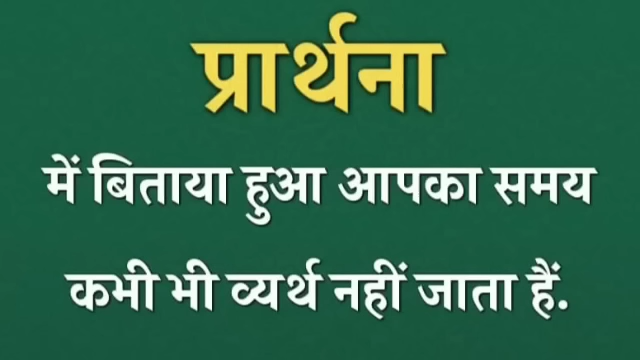 प्रार्थना
में बिताया हुआ आपका समय
कभी भी व्यर्थ नहीं जाता हैं.